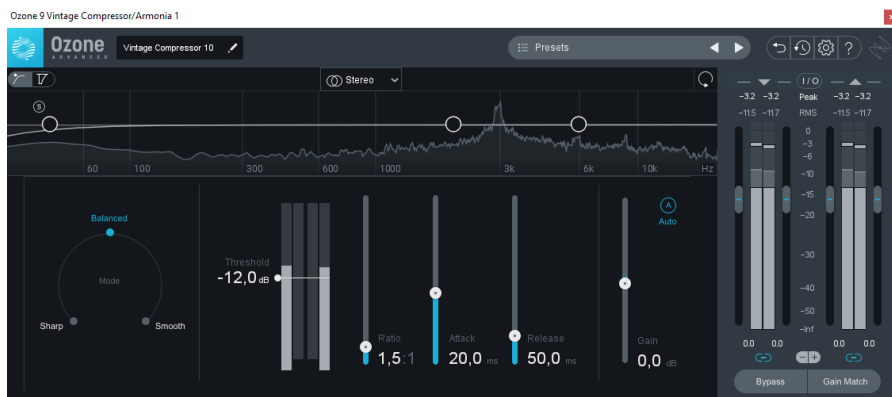 Ozone 9 Vintage Compressor/Armonia 1
x
Ozone
ADVANCED
Vintage Compressor 10
Presets
?
Stereo
I/O
-3.2 -3.2 Peak -3.2 -3.2
-11.5 -11.7 RMS -11.5 -11.7
S
60 100 300 600 1000 3k 6k 10k Hz
0
-3
-6
-10
-15
-20
-30
-40
-50
-Inf
Balanced
Mode
Sharp
Smooth
Threshold
-12,0 dB
Ratio
1,5:1
Attack
20,0 ms
Release
50,0 ms
A
Auto
Gain
0,0 dB
0.0 0.0 0.0 0.0
- +
Bypass
Gain Match